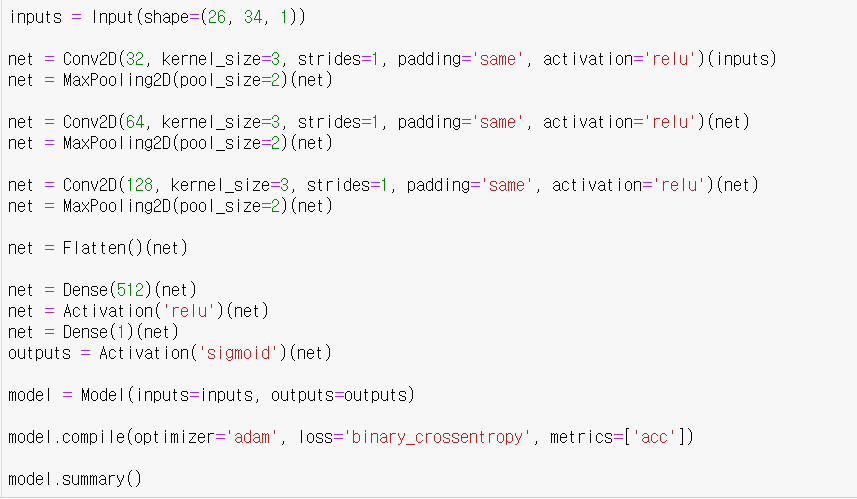 inputs = Input(shape=(26, 34, 1))
net = Conv2D(32, kernel_size=3, strides=1, padding='same', activation='relu')(inputs)
net = MaxPooling2D(pool_size=2)(net)
net = Conv2D(64, kernel_size=3, strides=1, padding='same', activation='relu')(net)
net = MaxPooling2D(pool_size=2)(net)
net = Conv2D(128, kernel_size=3, strides=1, padding='same', activation='relu')(net)
net = MaxPooling2D(pool_size=2)(net)
net = Flatten()(net)
net = Dense(512)(net)
net = Activation('relu')(net)
net = Dense(1)(net)
outputs = Activation('sigmoid')(net)
model = Model(inputs=inputs, outputs=outputs)
model.compile(optimizer='adam', loss='binary_crossentropy', metrics=['acc'])
model.summary()